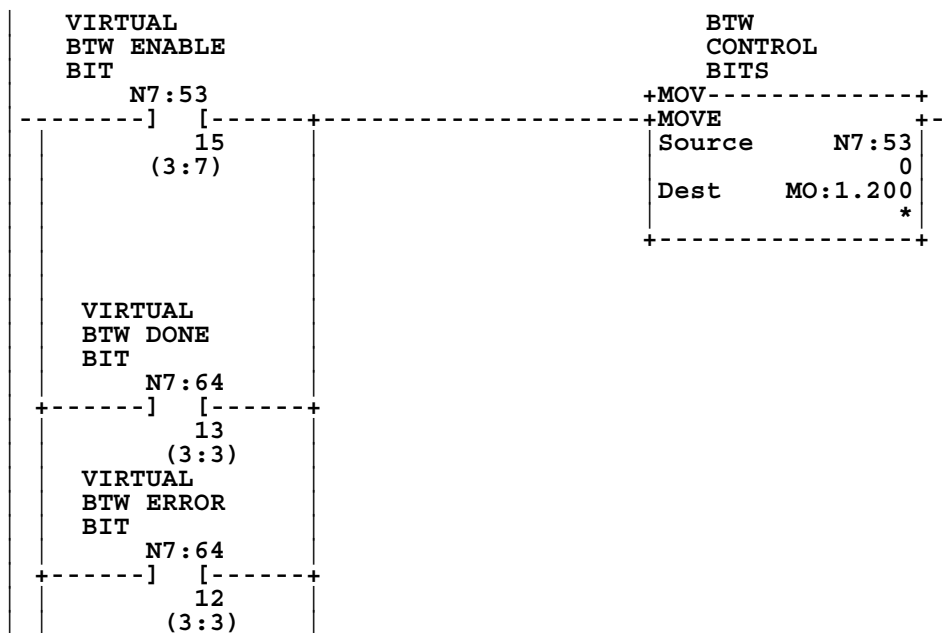 VIRTUAL BTW
BTW ENABLE CONTROL
BIT BITS
N7:53 +MOV-------------+
--------] [------+--------------------+MOVE +-
15 Source N7:53
(3:7) 0
Dest MO:1.200
*
+----------------+
VIRTUAL
BTW DONE
BIT
N7:64
+------] [------+
13
(3:3)
VIRTUAL
BTW ERROR
BIT
N7:64
+------] [------+
12
(3:3)